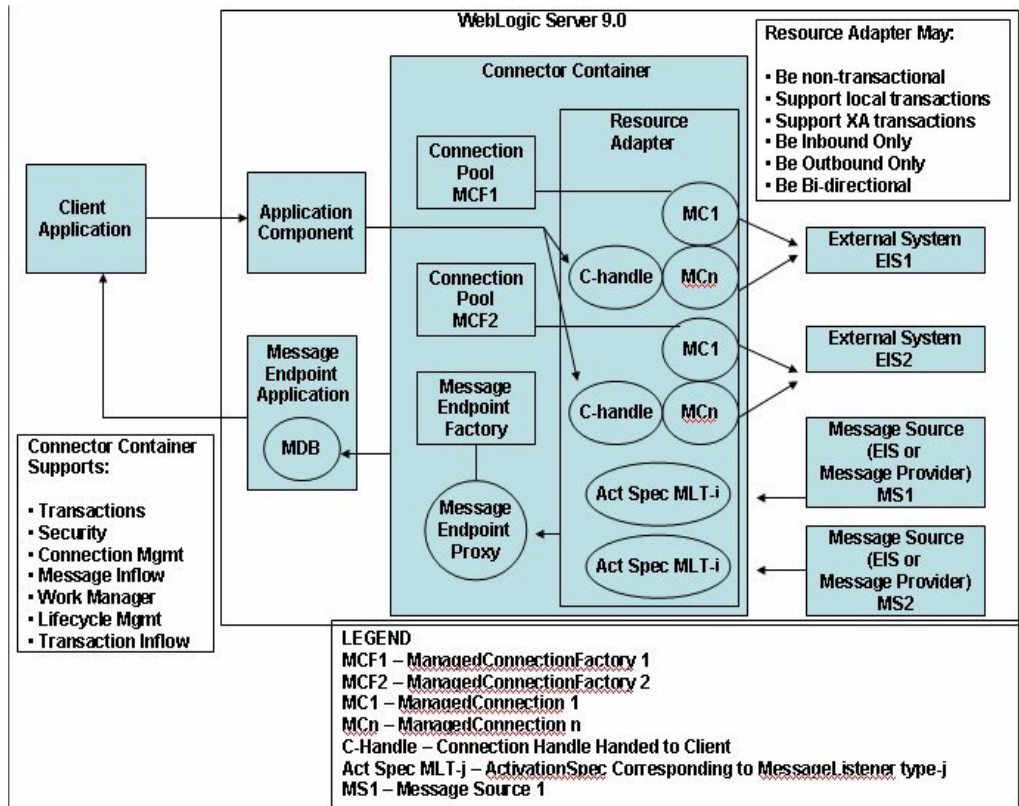 WebLogic Server 9.0
Resource Adapter May:
▪ Be non-transactional
▪ Support local transactions
▪ Support XA transactions
▪ Be Inbound Only
▪ Be Outbound Only
▪ Be Bi-directional
Connector Container
Resource
Adapter
Connection
Pool
MCF1
Client
Application
Application
Component
MC1
External System
EIS1
C-handle
MCn
Connection
Pool
MCF2
MC1
External System
EIS2
Message
Endpoint
Application
MDB
Message
Endpoint
Factory
C-handle
MCn
Message Source
(EIS or
Message Provider)
MS1
Connector Container
Supports:
▪ Transactions
▪ Security
▪ Connection Mgmt
▪ Message Inflow
▪ Work Manager
▪ Lifecycle Mgmt
▪ Transaction Inflow
Message
Endpoint
Proxy
Act Spec MLT-i
Act Spec MLT-i
Message Source
(EIS or
Message Provider)
MS2
LEGEND
MCF1 – ManagedConnectionFactory 1
MCF2 – ManagedConnectionFactory 2
MC1 – ManagedConnection 1
MCn – ManagedConnection n
C-Handle – Connection Handle Handed to Client
Act Spec MLT-j – ActivationSpec Corresponding to MessageListener type-j
MS1 – Message Source 1